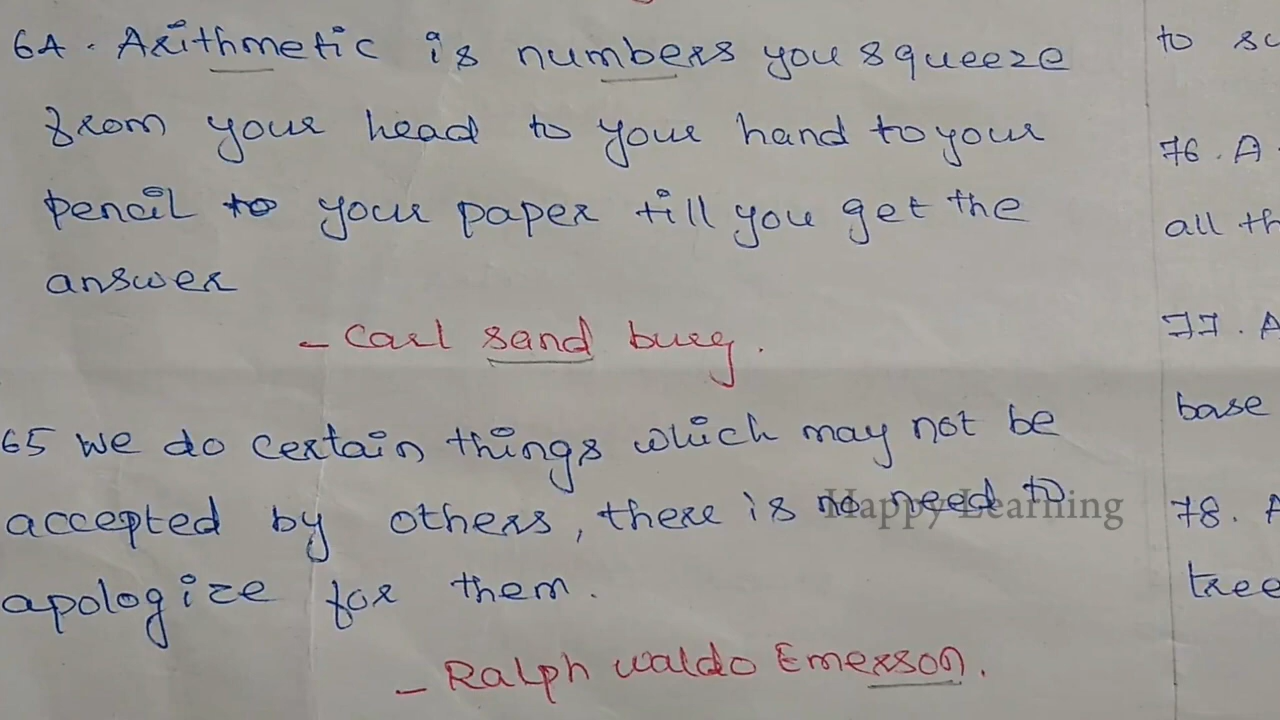 64. Arithmetic is numbers you squeeze
from your head to your hand to your
pencil to your paper till you get the
answer
- Carl sand burg.
65 We do certain things which may not be
accepted by others, there is no need to
apologize for them.
- Ralph waldo Emerson.
Happy Learning
to
76. A
all
77. A
base
78. A
tree